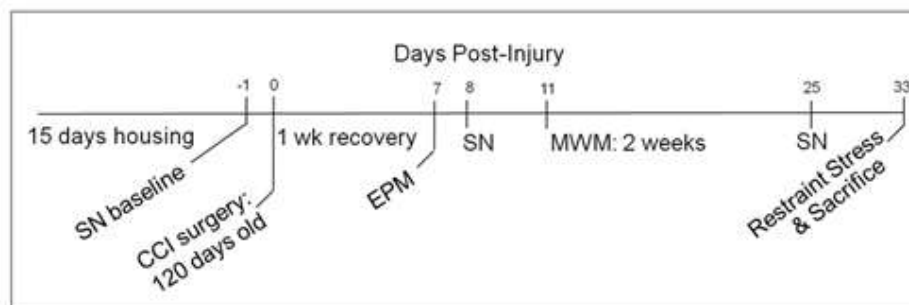 Days Post-Injury
-1 0 7 8 11 25 33
15 days housing 1 wk recovery SN MWM: 2 weeks SN
SN baseline
CCI surgery:
120 days old
EPM
Restraint Stress
& Sacrifice